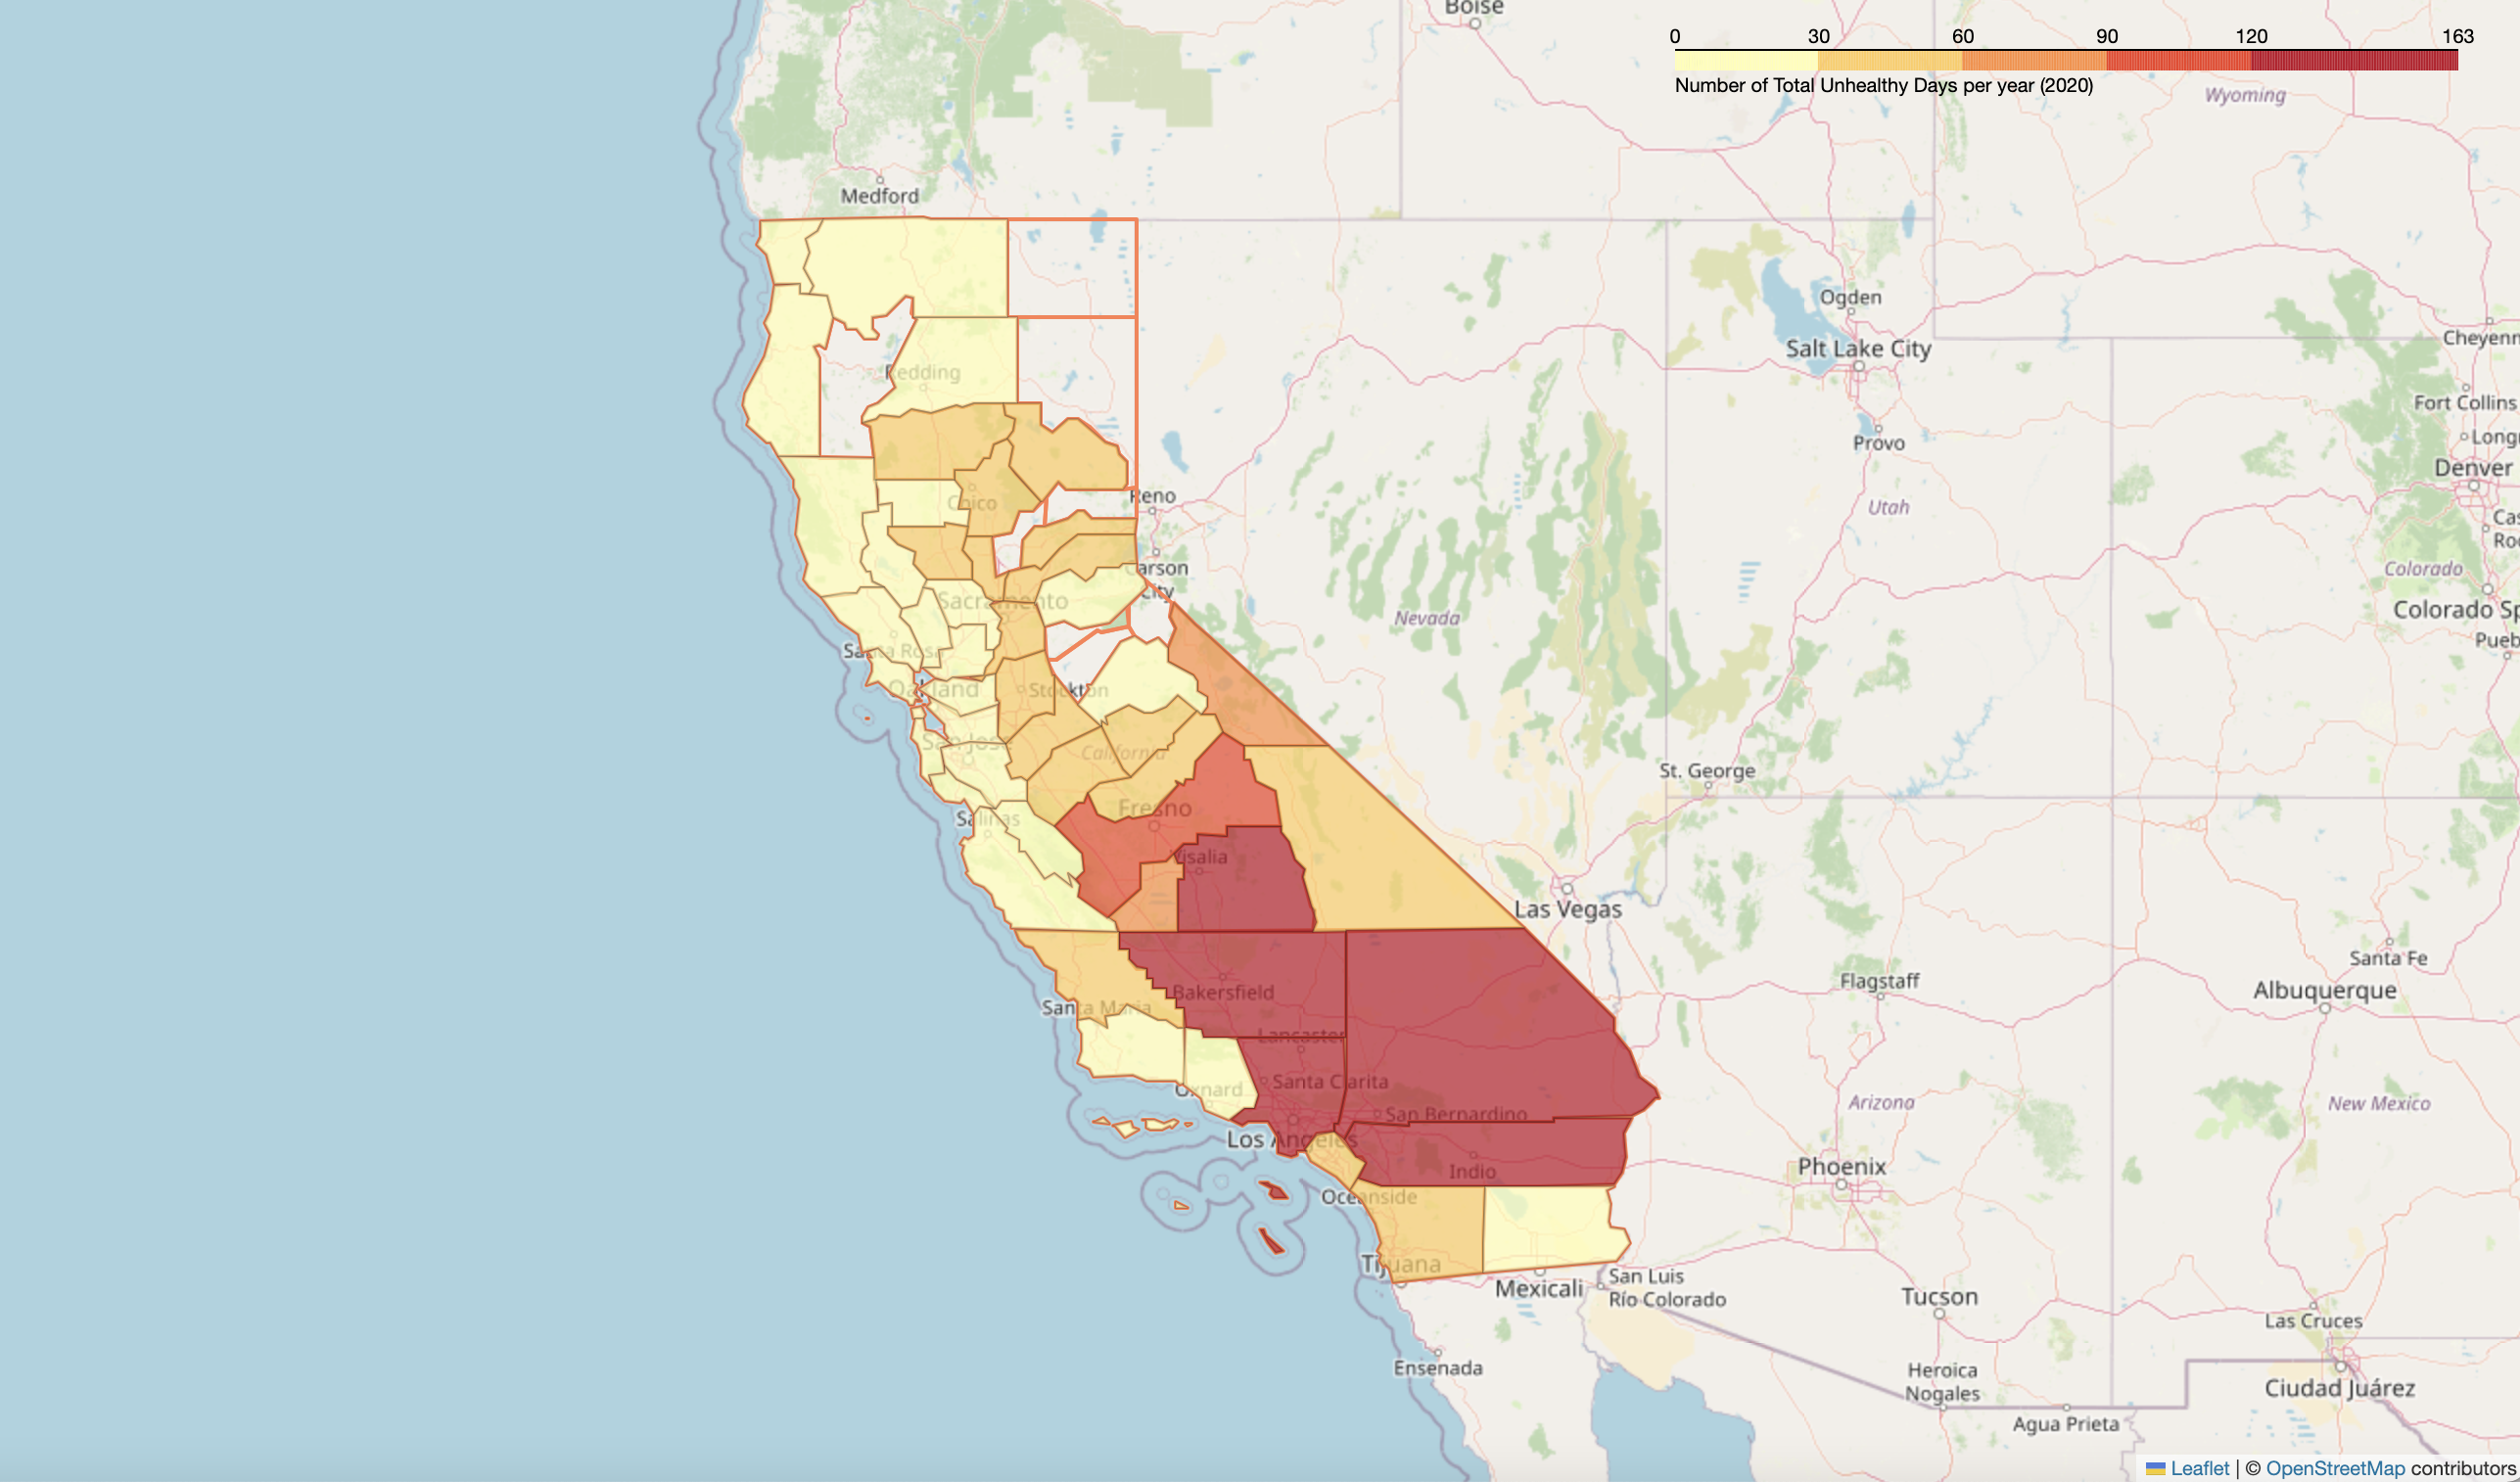 Boise
0 30 60 90 120 163
Number of Total Unhealthy Days per year (2020)
Wyoming
Medford
Ogden
Salt Lake City
Cheyenn
Redding
Fort Collins
Long
Provo
Denver
Reno
Chico
Utah
Cas
Roc
Carson
City
Colorado
Sacramento
Colorado Sp
Nevada
Pueb
Santa Rosa
Oakland
Stockton
San Jose
California
St. George
Fresno
Salinas
Visalia
Las Vegas
Santa Fe
Flagstaff
Bakersfield
Albuquerque
Santa Maria
Lancaster
Santa Clarita
Oxnard
Arizona
New Mexico
San Bernardino
Los Angeles
Phoenix
Indio
Oceanside
Tijuana
San Luis
Río Colorado
Mexicali
Tucson
Las Cruces
Ensenada
Heroica
Nogales
Ciudad Juárez
Agua Prieta
Leaflet | © OpenStreetMap contributors